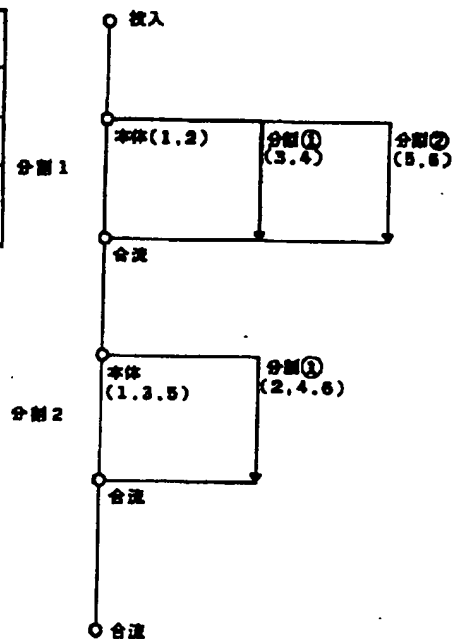 投入
本体(1,2)
分割①
(3,4)
分割②
(5,6)
分割1
合流
本体
(1.3.5)
分割①
(2,4.6)
分割2
合流
合流